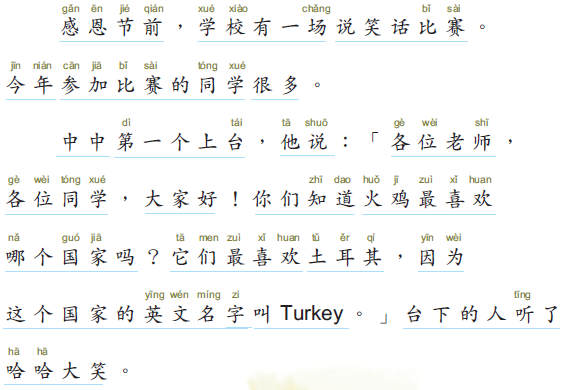 gǎn ēn jié qián xué xiào chǎng bǐ sài
感恩节前，学校有一场说笑话比赛。
jīn nián cān jiā bǐ sài tóng xué
今年参加比赛的同学很多。
dì tái tā shuō gè wèi shī
中中第一个上台，他说：「各位老师，
gè wèi tóng xué zhī dao huǒ jī zuì xǐ huan
各位同学，大家好！你们知道火鸡最喜欢
nǎ guó jiā tā men zuì xǐ huan tǔ ěr qí yīn wèi
哪个国家吗？它们最喜欢土耳其，因为
yīng wén míng zì
这个国家的英文名字叫 Turkey。」台下的人听了
tīng
hā hā
哈哈大笑。